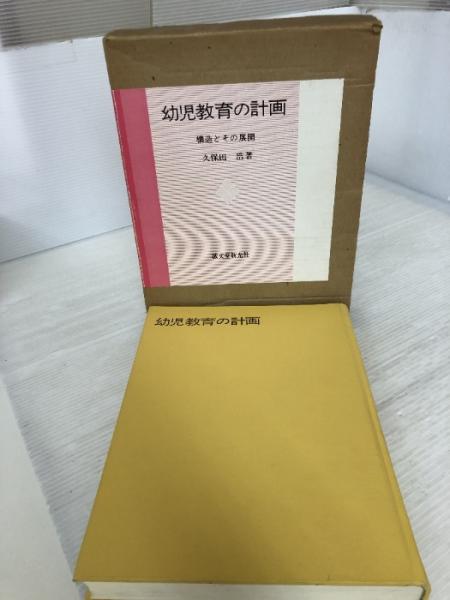 幼児教育の計画
構造とその展開
久保田 浩著
誠文堂新光社
幼児教育の計画